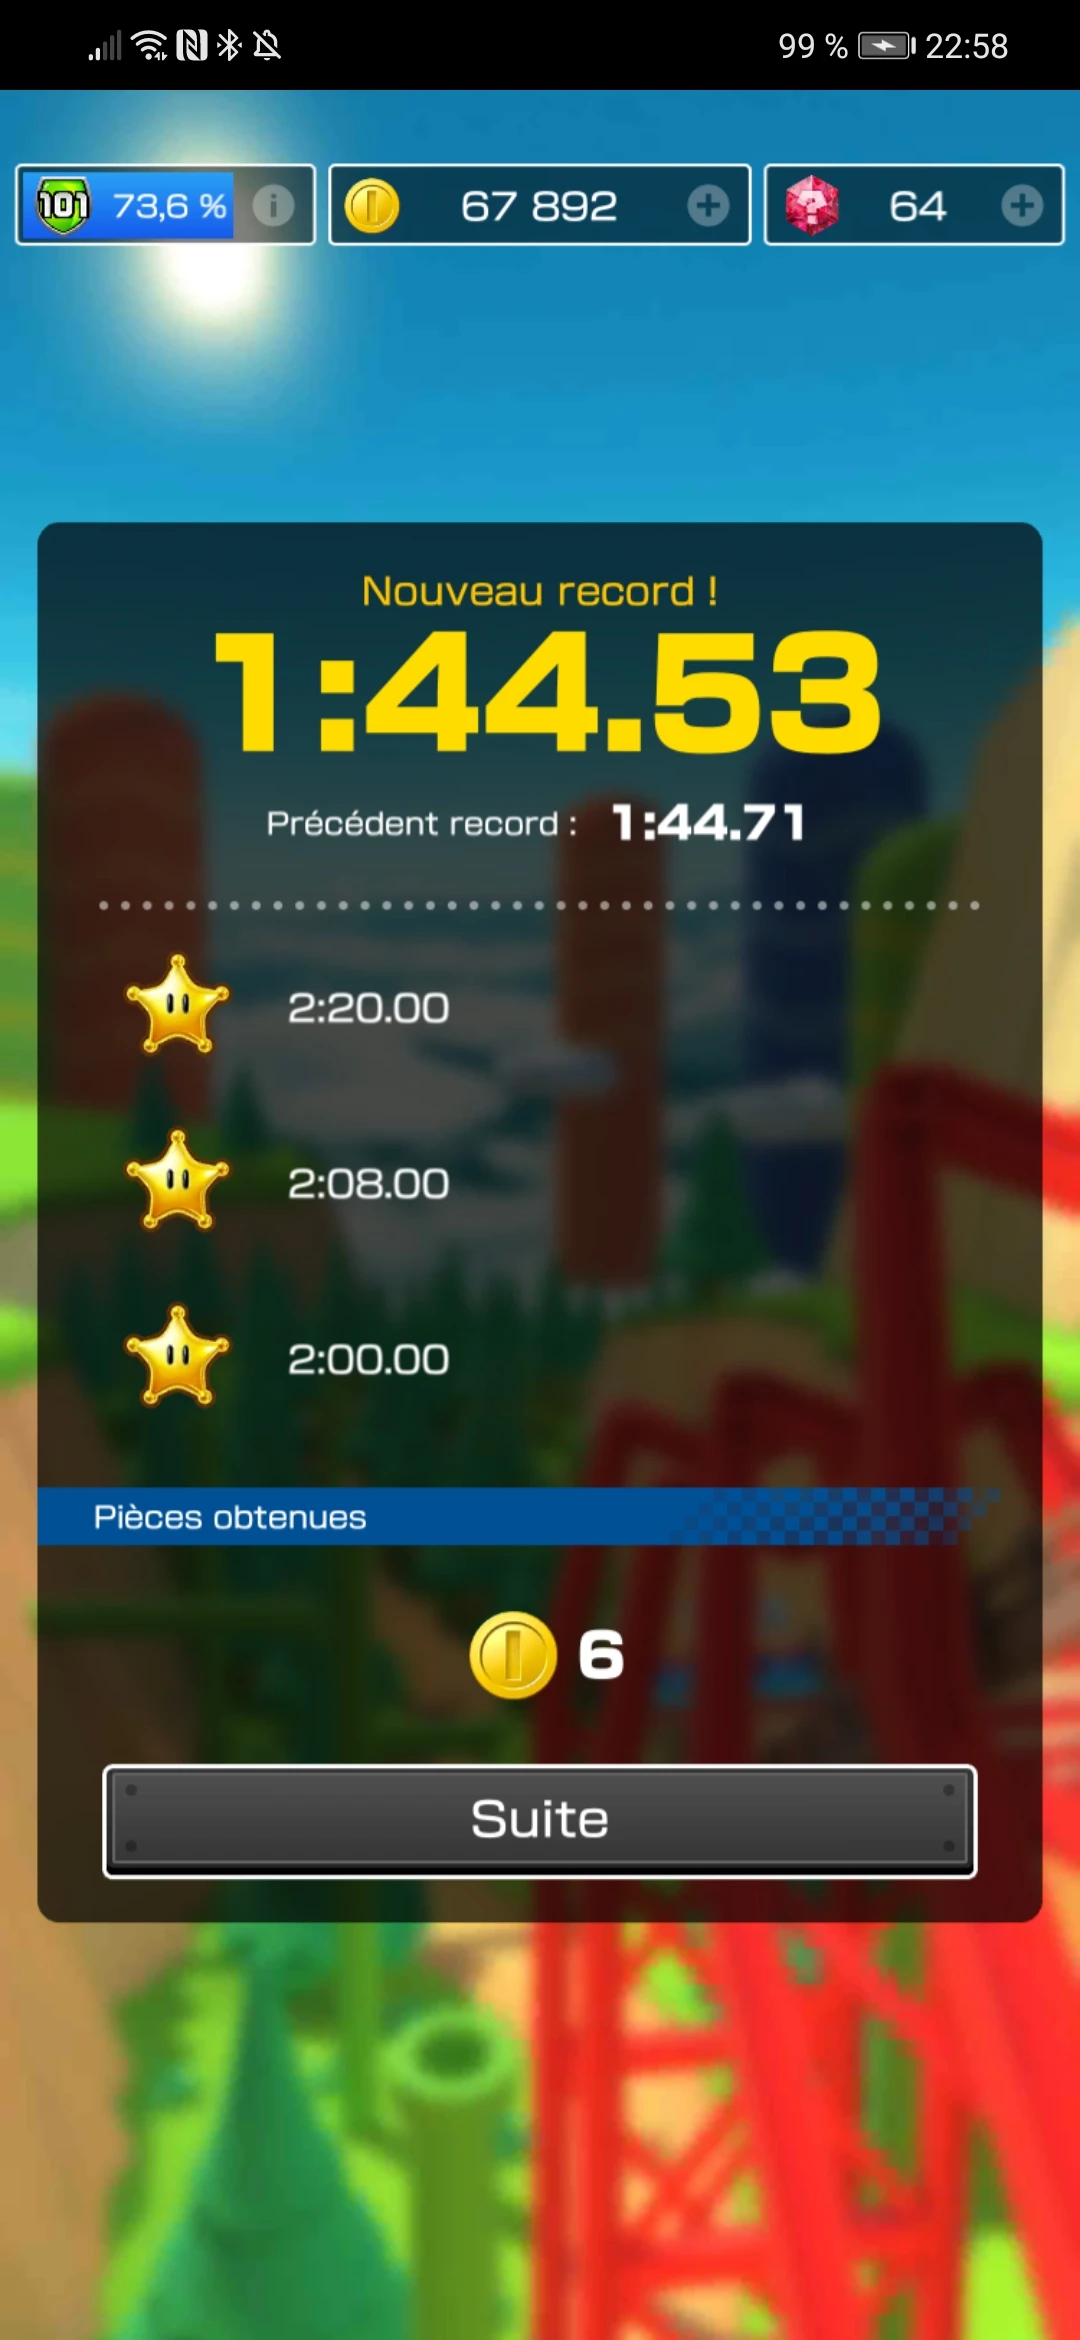 99 % 22:58
101 73,6 % i 67 892 + ? 64 +
Nouveau record !
1:44.53
Précédent record : 1:44.71
2:20.00
2:08.00
2:00.00
Pièces obtenues
6
Suite